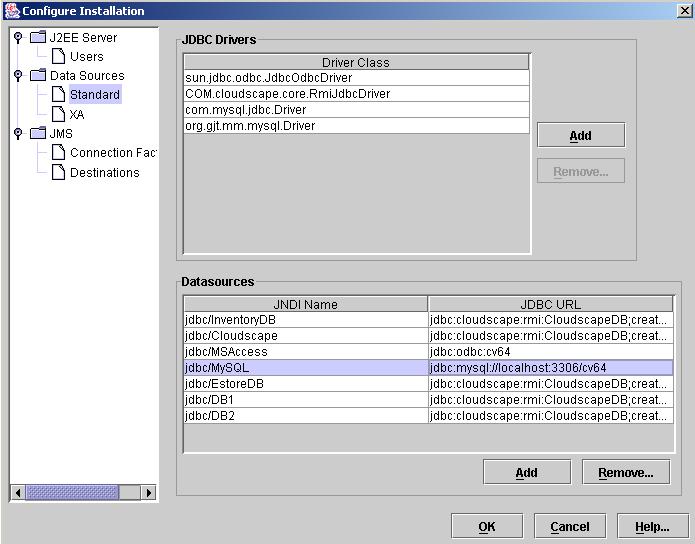 Configure Installation
J2EE Server
Users
Data Sources
Standard
XA
JMS
Connection Fac
Destinations
JDBC Drivers
Driver Class
sun.jdbc.odbc.JdbcOdbcDriver
COM.cloudscape.core.RmiJdbcDriver
com.mysql.jdbc.Driver
org.gjt.mm.mysql.Driver
Add
Remove...
Datasources
JNDI Name JDBC URL
jdbc/InventoryDB jdbc:cloudscape:rmi:CloudscapeDB;creat...
jdbc/Cloudscape jdbc:cloudscape:rmi:CloudscapeDB;creat...
jdbc/MSAccess jdbc:odbc:cv64
jdbc/MySQL jdbc:mysql://localhost:3306/cv64
jdbc/EstoreDB jdbc:cloudscape:rmi:CloudscapeDB;creat...
jdbc/DB1 jdbc:cloudscape:rmi:CloudscapeDB;creat...
jdbc/DB2 jdbc:cloudscape:rmi:CloudscapeDB;creat...
Add Remove...
OK Cancel Help...